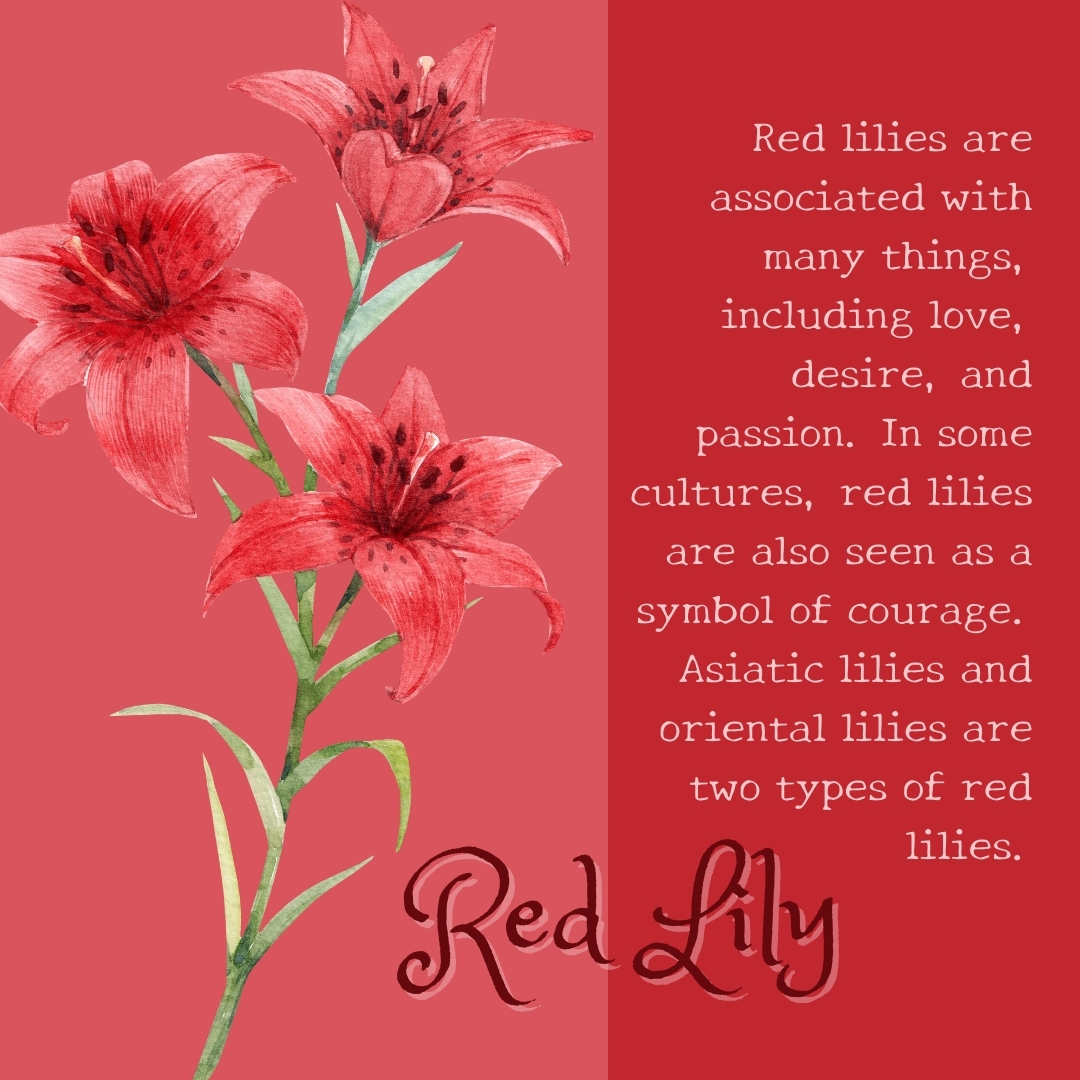 Red lilies are
associated with
many things,
including love,
desire, and
passion. In some
cultures, red lilies
are also seen as a
symbol of courage.
Asiatic lilies and
oriental lilies are
two types of red
lilies.
Red Lily